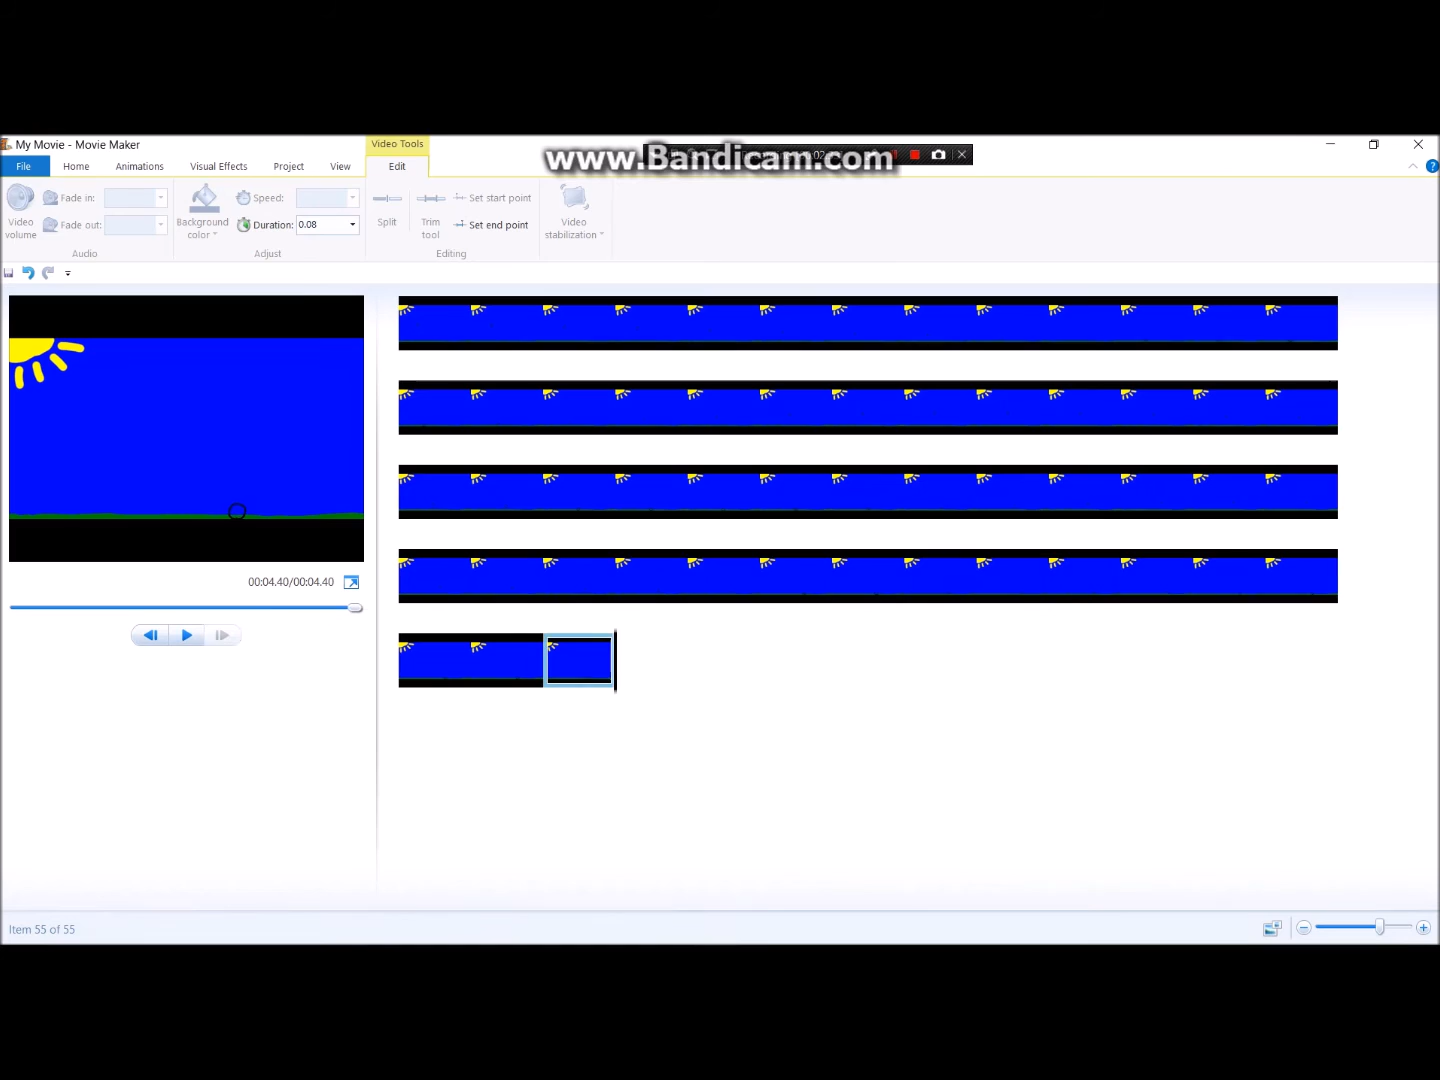 My Movie - Movie Maker
Video Tools
www.Bandicam.com
File
Home
Animations
Visual Effects
Project
View
Edit
Video volume
Fade in:
Fade out:
Audio
Background color
Speed:
Duration: 0.08
Adjust
Split
Trim tool
Set start point
Set end point
Editing
Video stabilization
00:04.40/00:04.40
Item 55 of 55